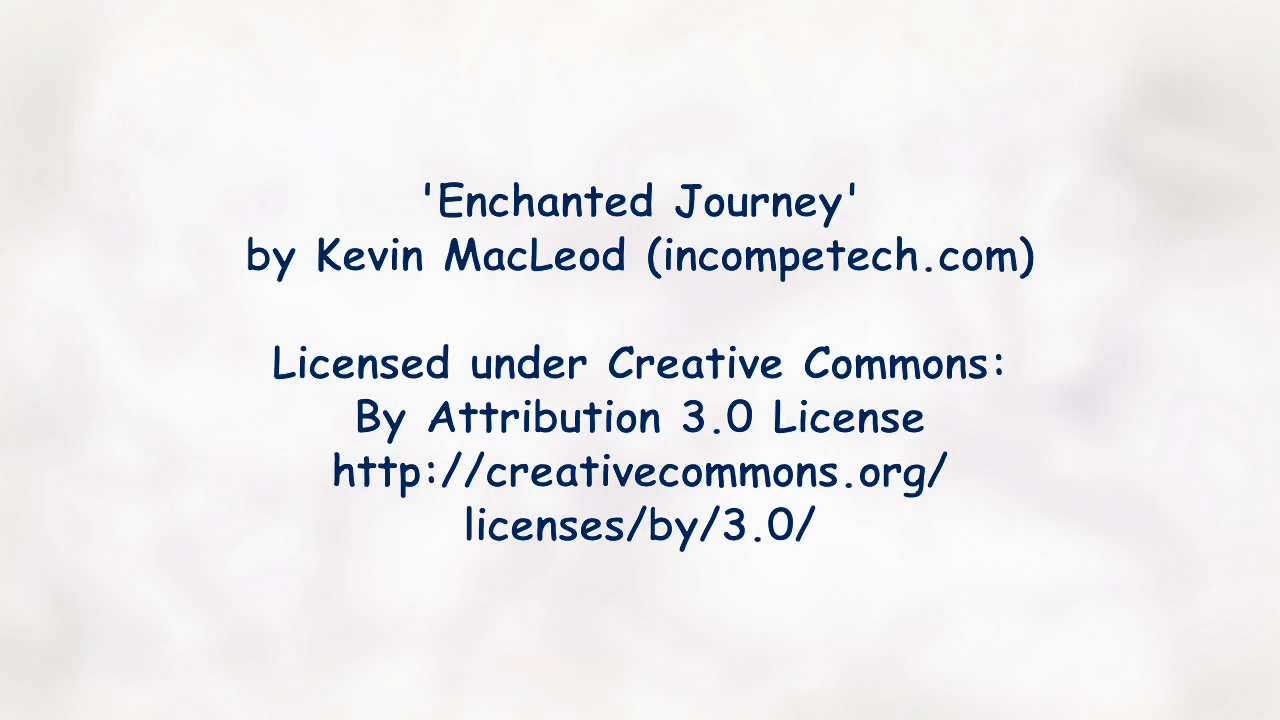 'Enchanted Journey'
by Kevin MacLeod (incompetech.com)
Licensed under Creative Commons:
By Attribution 3.0 License
http://creativecommons.org/
licenses/by/3.0/